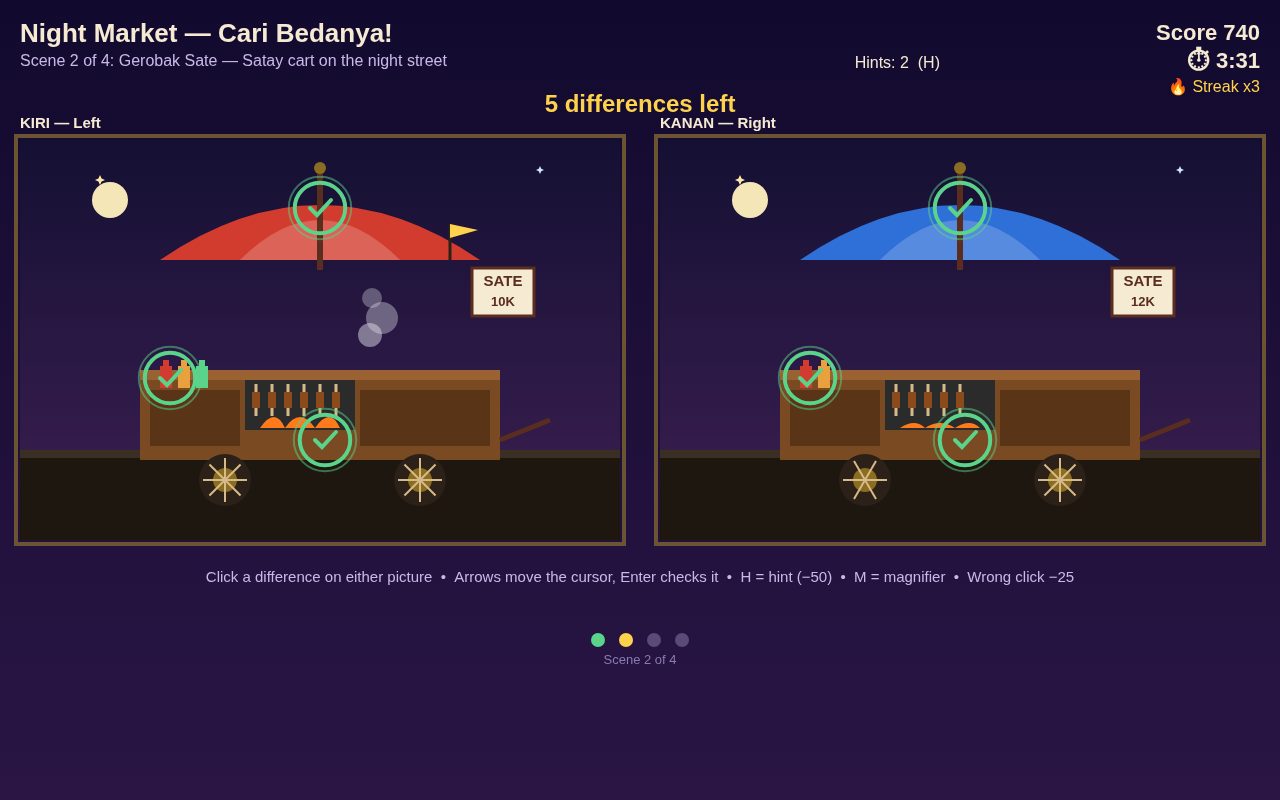 Night Market — Cari Bedanya!
Scene 2 of 4: Gerobak Sate — Satay cart on the night street
Hints: 2 (H)
Score 740
⏱ 3:31
🔥 Streak x3
5 differences left
KIRI — Left
KANAN — Right
SATE
10K
SATE
12K
Click a difference on either picture • Arrows move the cursor, Enter checks it • H = hint (−50) • M = magnifier • Wrong click −25
Scene 2 of 4